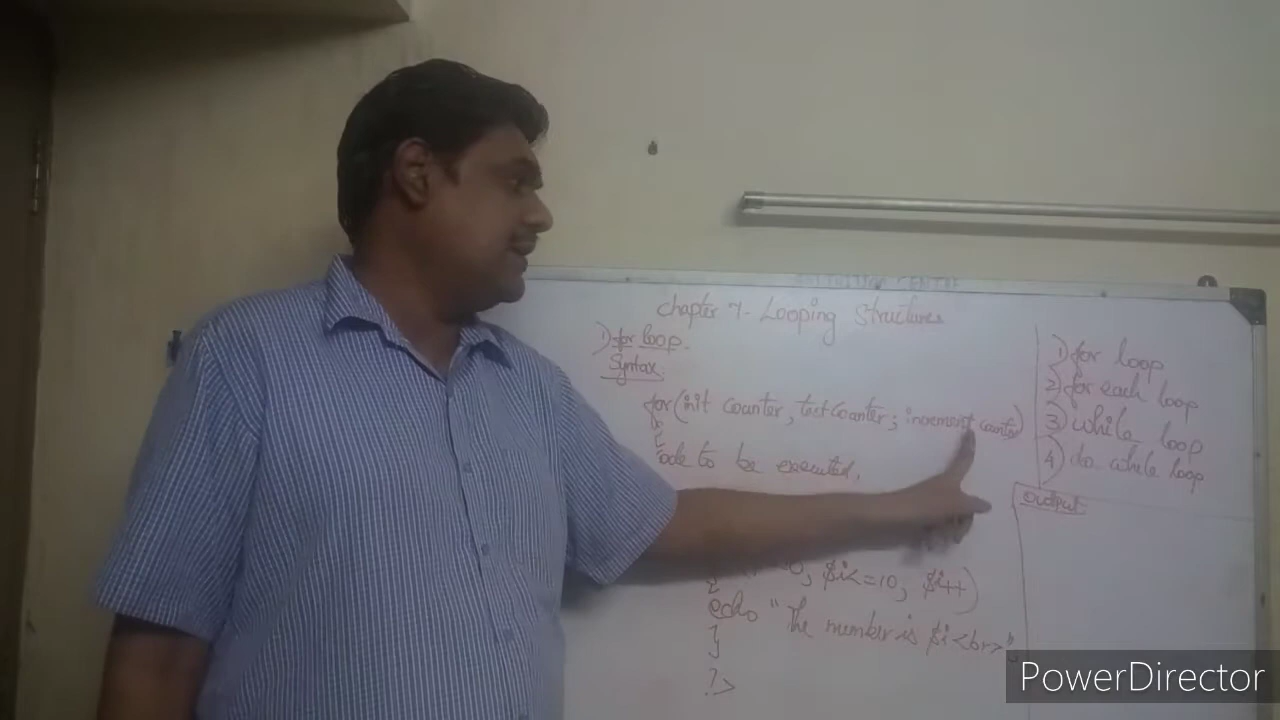 Chapter 7- Looping Structures
1) for loop-
Syntax:
for(init counter, testcounter; increment counter)
{
code to be executed,
0, $i<=10, $i++)
{
echo "the number is $i<br>";
}
?>
1) for loop
2) for each loop
3) while loop
4) do while loop
output
PowerDirector